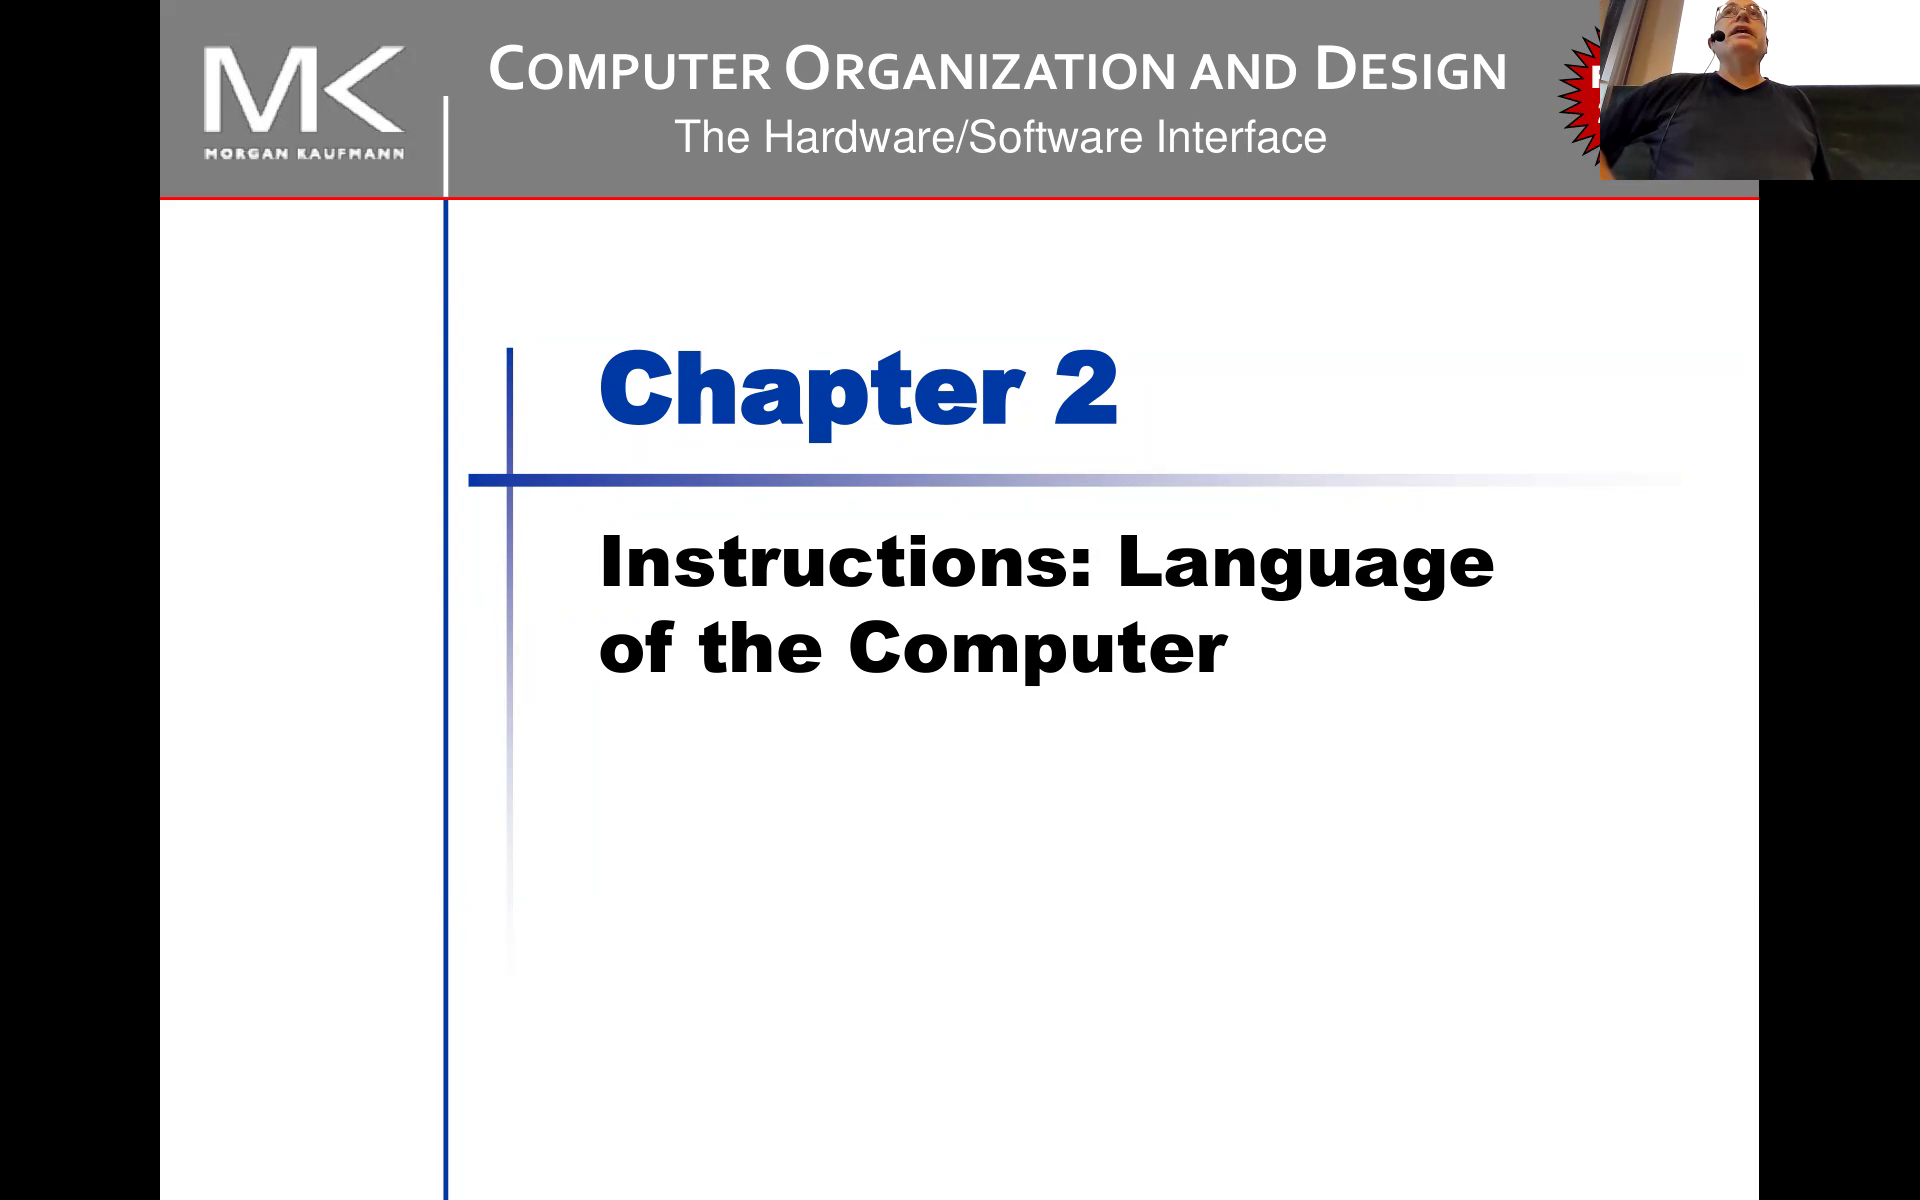 MK
MORGAN KAUFMANN
COMPUTER ORGANIZATION AND DESIGN
The Hardware/Software Interface
Chapter 2
Instructions: Language
of the Computer